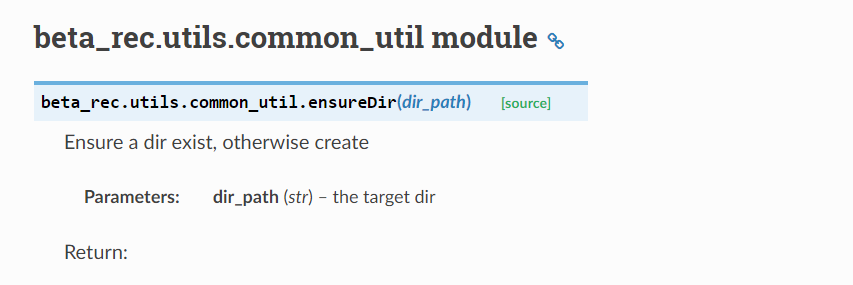 beta_rec.utils.common_util module
beta_rec.utils.common_util.ensureDir(dir_path) [source]
Ensure a dir exist, otherwise create
Parameters: dir_path (str) – the target dir
Return: